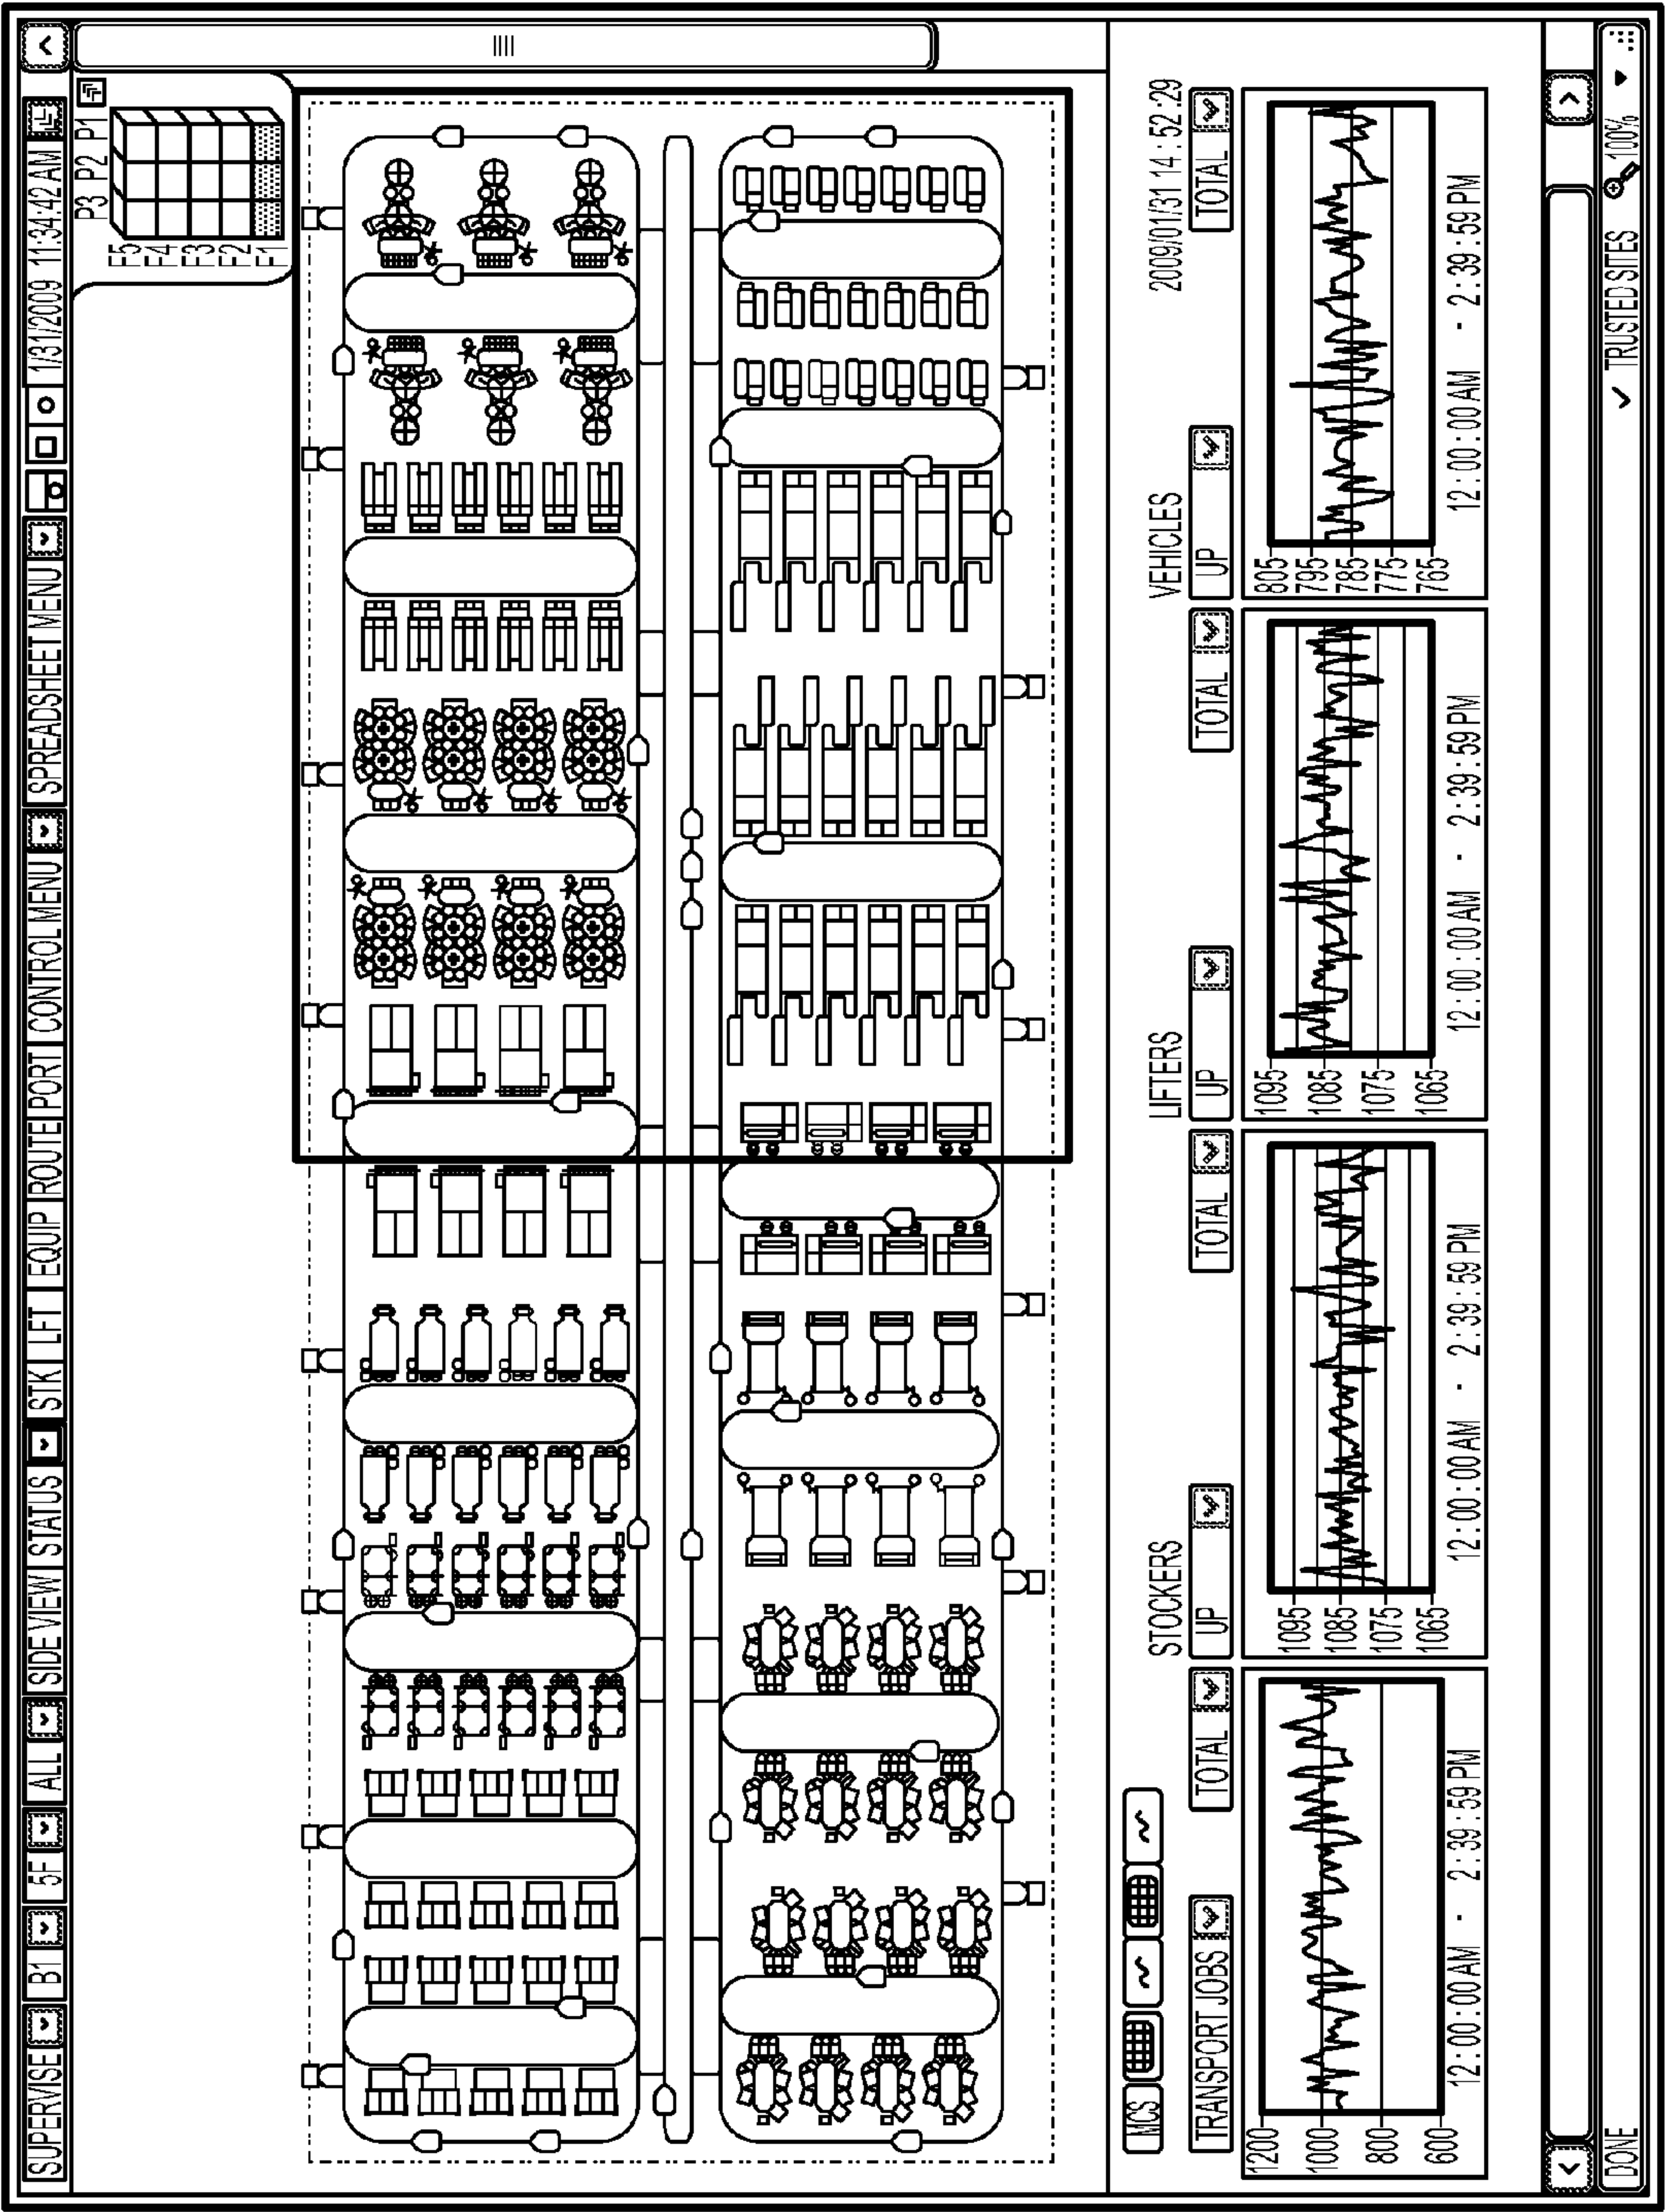 SUPERVISE B1 5F ALL SIDE VIEW STATUS STK LFT EQUIP ROUTE PORT CONTROL MENU SPREADSHEET MENU 1/31/2009 11:34:42 AM
P3 P2 P1
F5
F4
F3
F2
F1
MCS
STOCKERS LIFTERS VEHICLES 2009/01/31 14:52:29
TRANSPORT JOBS TOTAL UP TOTAL UP TOTAL UP TOTAL
1200
1000
800
600
12:00:00 AM - 2:39:59 PM
1095
1085
1075
1065
12:00:00 AM - 2:39:59 PM
1095
1085
1075
1065
12:00:00 AM - 2:39:59 PM
805
795
785
775
765
12:00:00 AM - 2:39:59 PM
DONE TRUSTED SITES 100%